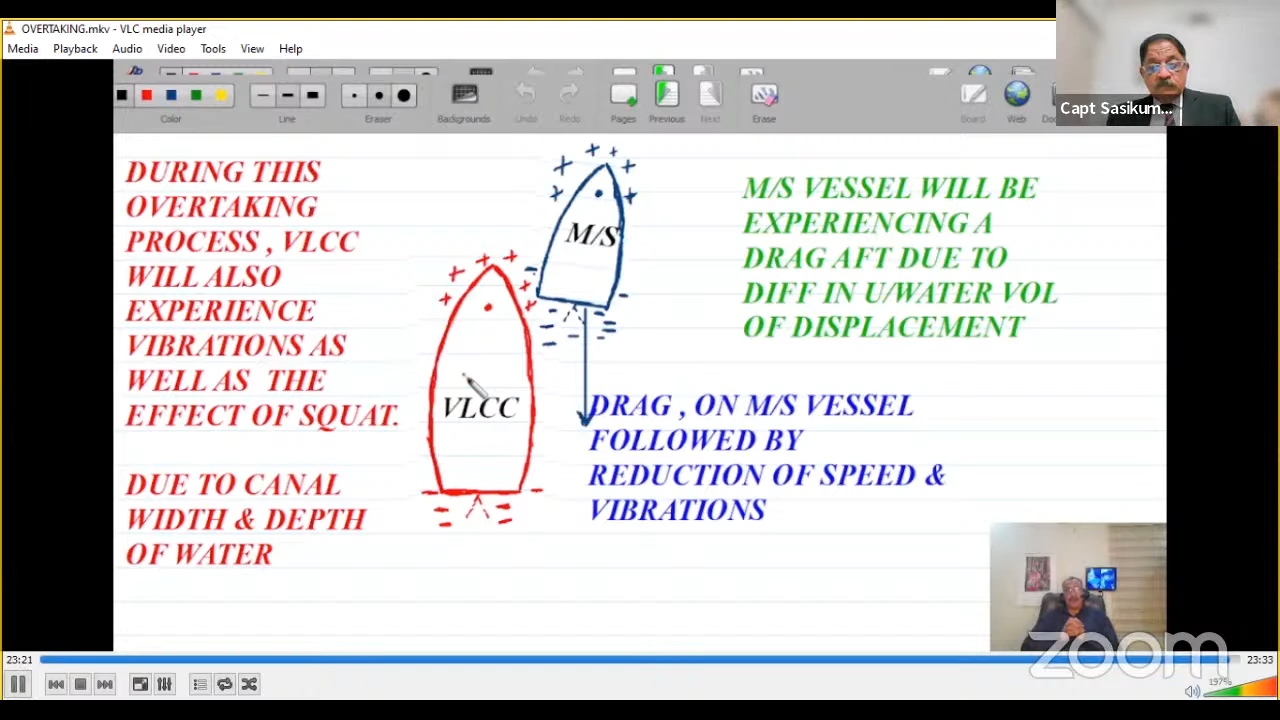 OVERTAKING.mkv - VLC media player
Media Playback Audio Video Tools View Help
Capt Sasikum...
Color Line Eraser Backgrounds Undo Redo Pages Previous Next Erase Board Web
DURING THIS
OVERTAKING
PROCESS , VLCC
WILL ALSO
EXPERIENCE
VIBRATIONS AS
WELL AS THE
EFFECT OF SQUAT.
DUE TO CANAL
WIDTH & DEPTH
OF WATER
M/S
VLCC
M/S VESSEL WILL BE
EXPERIENCING A
DRAG AFT DUE TO
DIFF IN U/WATER VOL
OF DISPLACEMENT
DRAG , ON M/S VESSEL
FOLLOWED BY
REDUCTION OF SPEED &
VIBRATIONS
zoom
23:21
23:33
197%